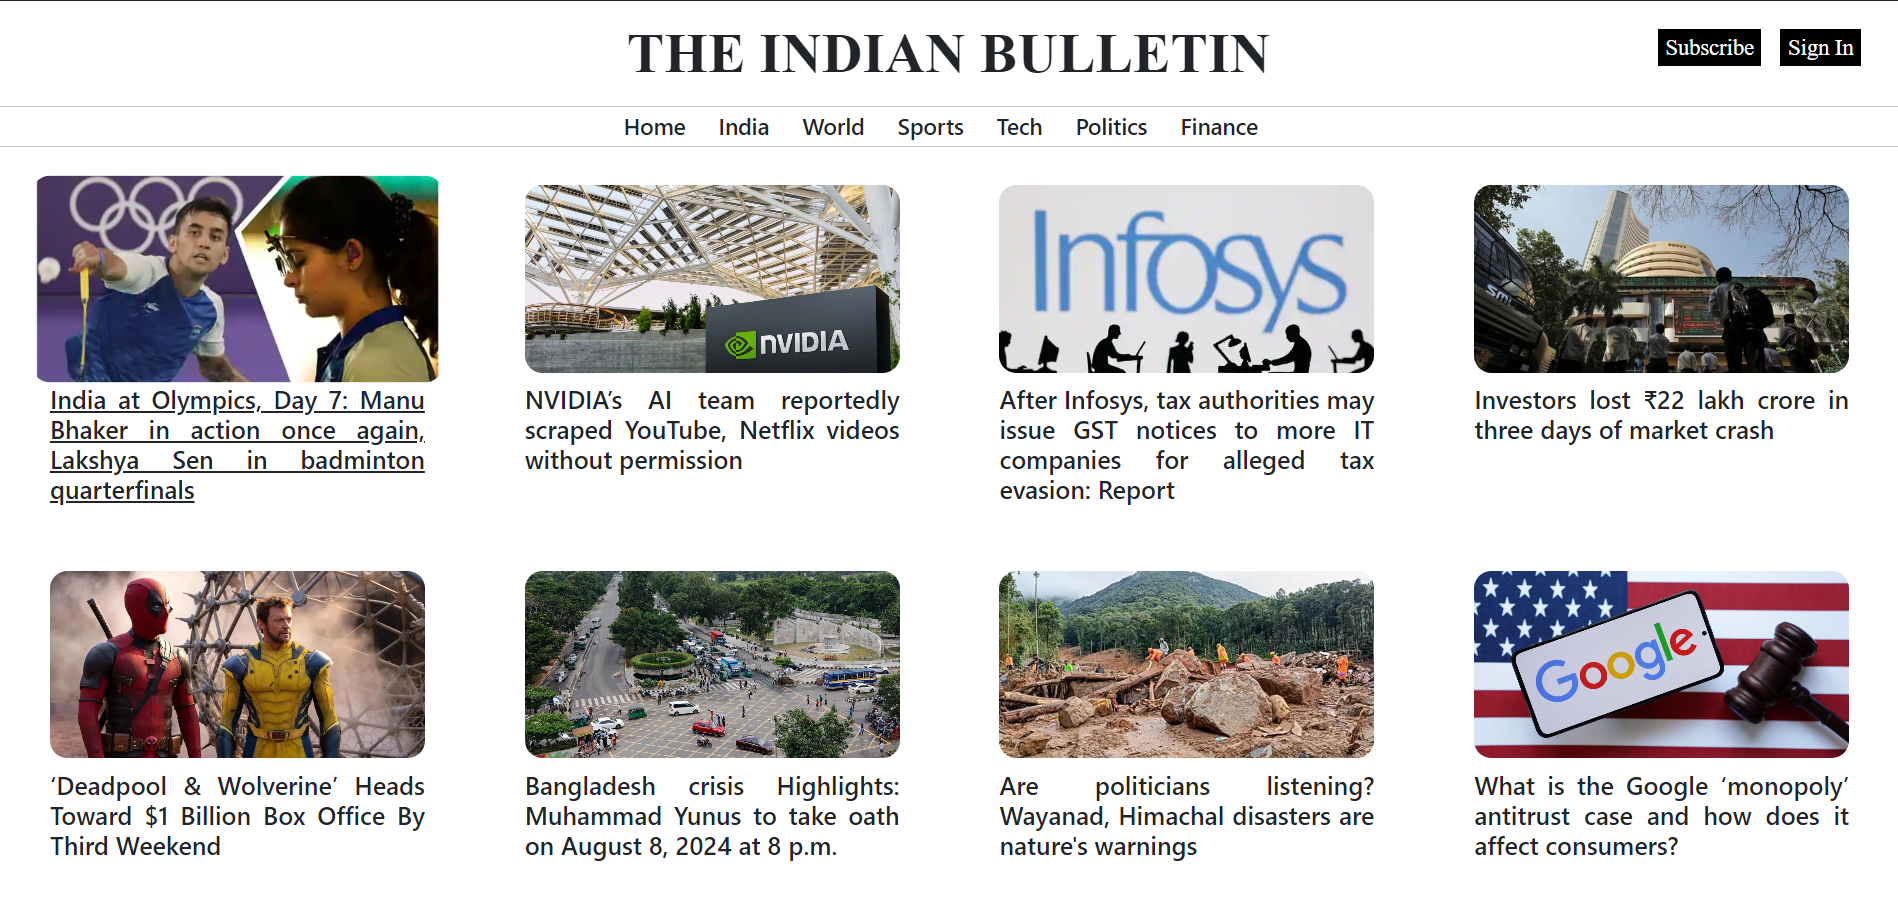 THE INDIAN BULLETIN
Subscribe
Sign In
Home India World Sports Tech Politics Finance
NVIDIA
Infosys
India at Olympics, Day 7: Manu
Bhaker in action once again,
Lakshya Sen in badminton
quarterfinals
NVIDIA’s AI team reportedly
scraped YouTube, Netflix videos
without permission
After Infosys, tax authorities may
issue GST notices to more IT
companies for alleged tax
evasion: Report
Investors lost ₹22 lakh crore in
three days of market crash
Google
‘Deadpool & Wolverine’ Heads
Toward $1 Billion Box Office By
Third Weekend
Bangladesh crisis Highlights:
Muhammad Yunus to take oath
on August 8, 2024 at 8 p.m.
Are politicians listening?
Wayanad, Himachal disasters are
nature's warnings
What is the Google ‘monopoly’
antitrust case and how does it
affect consumers?